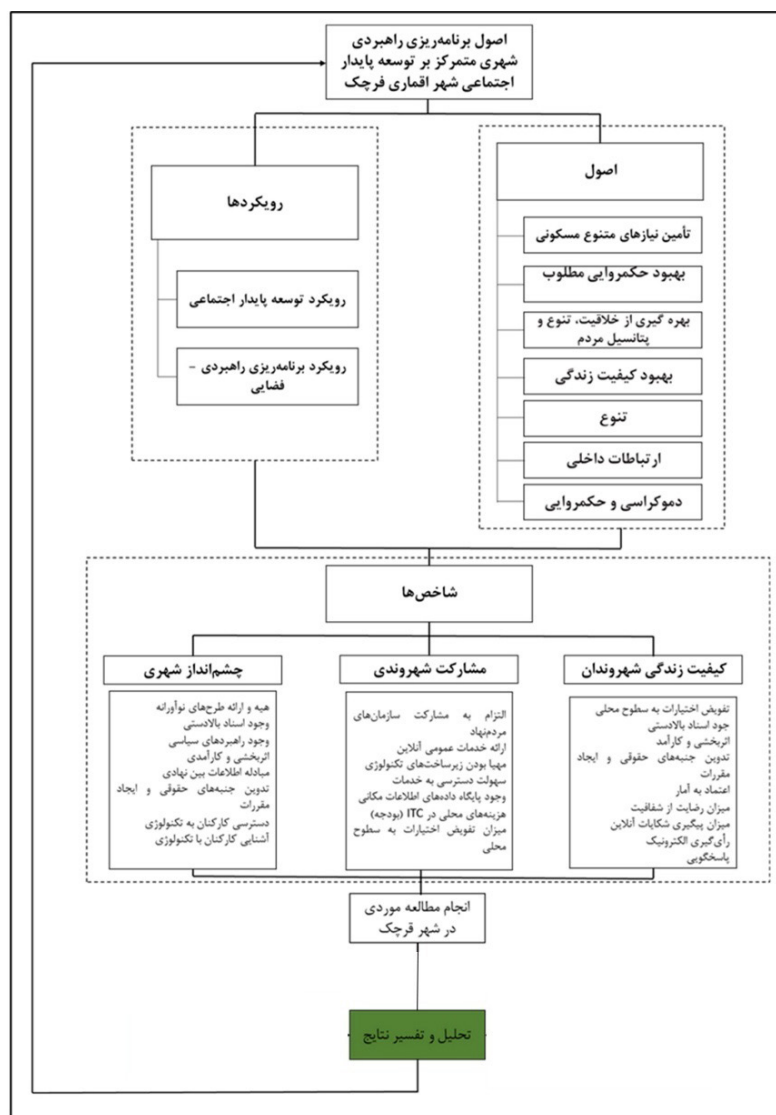 اصول برنامه‌ریزی راهبردی
شهری متمرکز بر توسعه پایدار
اجتماعی شهر اقماری فرچک
اصول
تأمین نیازهای متنوع مسکونی
بهبود حکمروایی مطلوب
بهره گیری از خلاقیت، تنوع و
پتانسیل مردم
بهبود کیفیت زندگی
تنوع
ارتباطات داخلی
دموکراسی و حکمروایی
رویکردها
رویکرد توسعه پایدار اجتماعی
رویکرد برنامه‌ریزی راهبردی –
فضایی
شاخص‌ها
کیفیت زندگی شهروندان
تفویض اختیارات به سطوح محلی
جود اسناد بالادستی
اثربخشی و کارآمد
تدوین جنبه‌های حقوقی و ایجاد
مقررات
اعتماد به آمار
میزان رضایت از شفاقیت
میزان پیگیری شکایات آنلاین
رأی‌گیری الکترونیک
پاسخگویی
مشارکت شهروندی
التزام به مشارکت سازمان‌های
مردم‌نهاد
ارائه خدمات عمومی آنلاین
مهیا بودن زیرساخت‌های تکنولوژی
سهولت دسترسی به خدمات
وجود پایگاه داده‌های اطلاعات مکانی
هزینه‌های محلی در ITC (بودجه)
میزان تفویض اختیارات به سطوح
محلی
چشم‌انداز شهری
هیه و ارائه طرح‌های نوآورانه
وجود اسناد بالادستی
وجود راهبردهای سیاسی
اثربخشی و کارآمدی
مبادله اطلاعات بین نهادی
تدوین جنبه‌های حقوقی و ایجاد
مقررات
دسترسی کارکنان به تکنولوژی
آشنایی کارکنان با تکنولوژی
انجام مطالعه موردی
در شهر قرچک
تحلیل و تفسیر نتایج